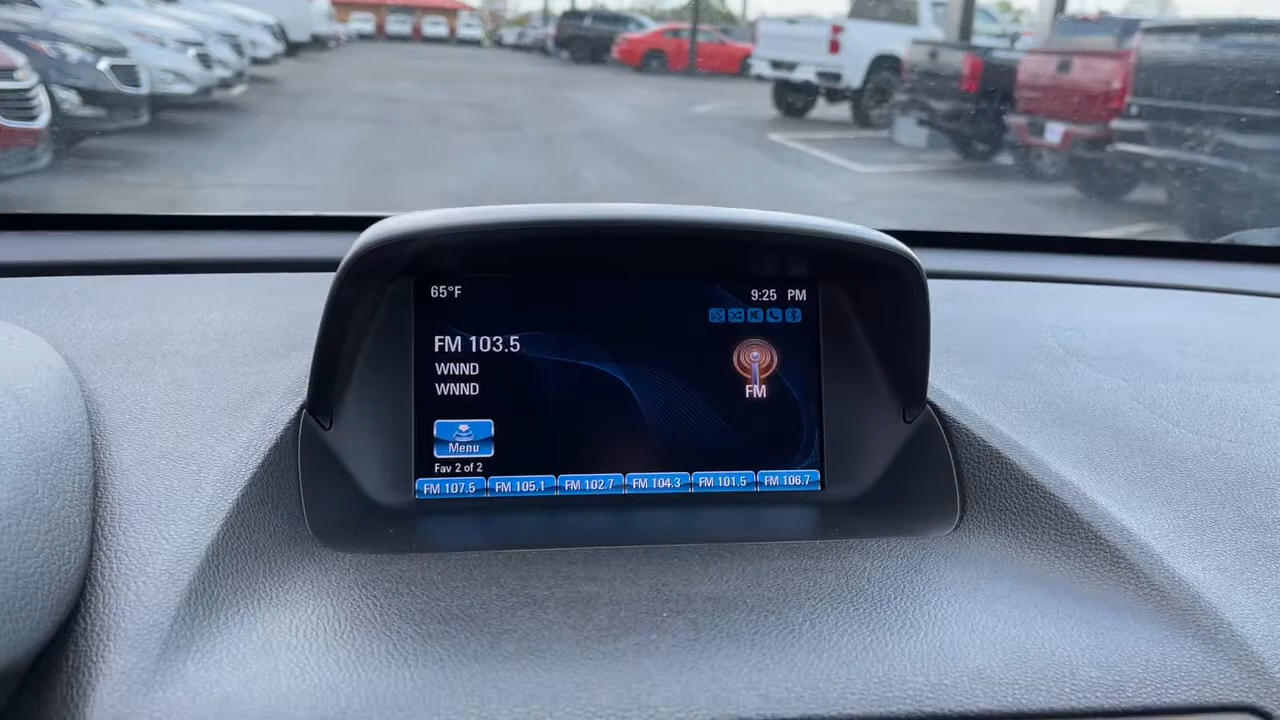 65°F
9:25 PM
FM 103.5
WNND
WNND
FM
Menu
Fav 2 of 2
FM 107.5 FM 105.1 FM 102.7 FM 104.3 FM 101.5 FM 106.7